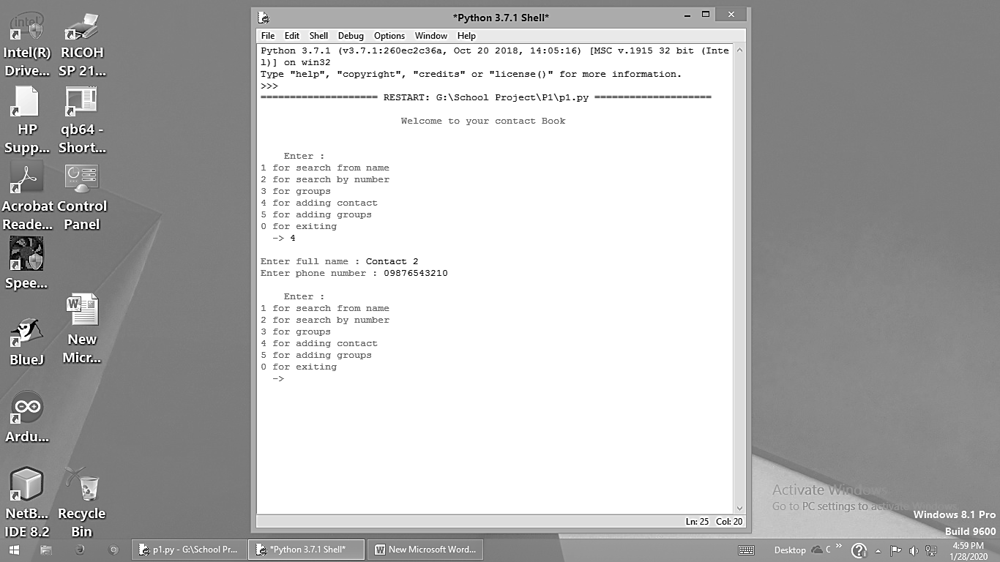 intel
Intel(R)
Drive...
RICOH
SP 21...
HP
Supp...
qb64 -
Short...
Acrobat
Reade...
Control
Panel
Spee...
BlueJ
New
Micr...
Ardu...
NetB...
IDE 8.2
Recycle
Bin
*Python 3.7.1 Shell*
File Edit Shell Debug Options Window Help
Python 3.7.1 (v3.7.1:260ec2c36a, Oct 20 2018, 14:05:16) [MSC v.1915 32 bit (Inte
l)] on win32
Type "help", "copyright", "credits" or "license()" for more information.
>>>
==================== RESTART: G:\School Project\P1\p1.py ====================
Welcome to your contact Book
Enter :
1 for search from name
2 for search by number
3 for groups
4 for adding contact
5 for adding groups
0 for exiting
-> 4
Enter full name : Contact 2
Enter phone number : 09876543210
Enter :
1 for search from name
2 for search by number
3 for groups
4 for adding contact
5 for adding groups
0 for exiting
->
Ln: 25 Col: 20
Activate Windows
Go to PC settings to activate Windows.
Windows 8.1 Pro
Build 9600
p1.py - G:\School Pr...
*Python 3.7.1 Shell*
New Microsoft Word...
Desktop
C
4:59 PM
1/28/2020